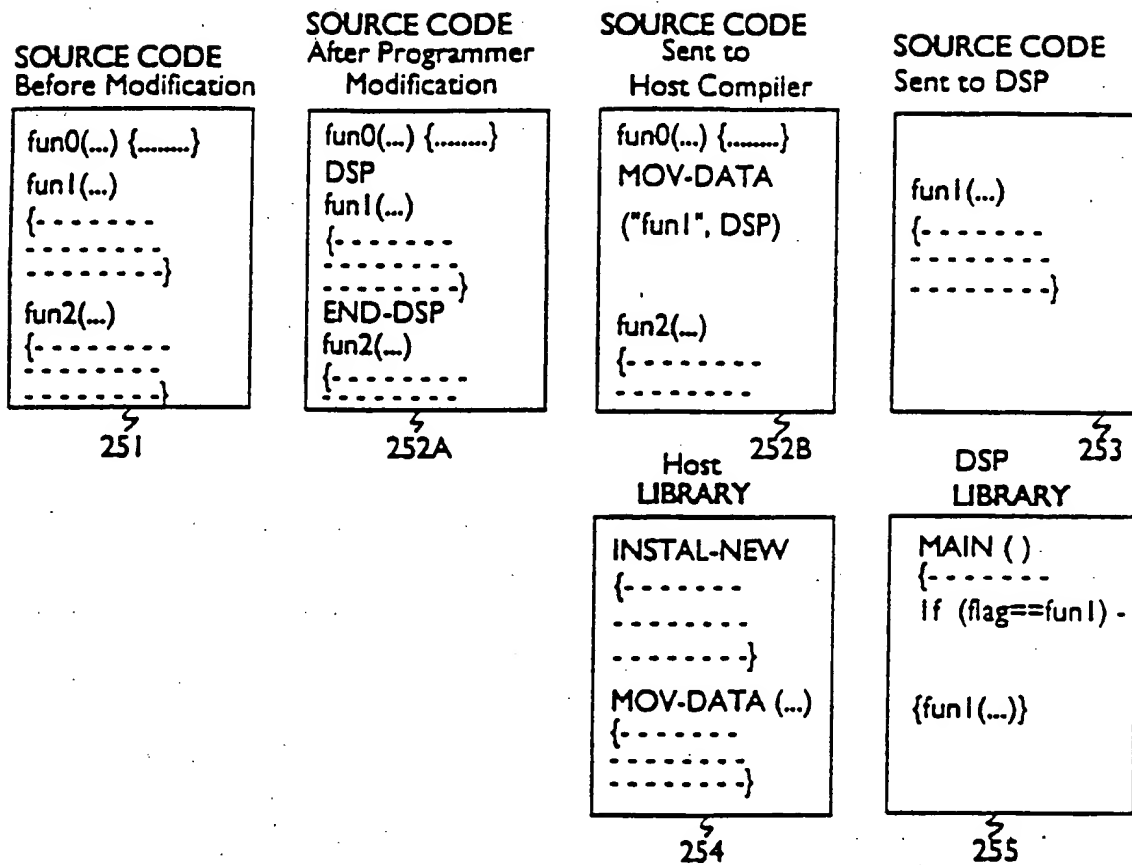 SOURCE CODE
Before Modification
fun0(...) {........}
fun1(...)
{- - - - - - -
- - - - - - - -
- - - - - - - -}
fun2(...)
{- - - - - - - -
- - - - - - - -
- - - - - - - -}
251
SOURCE CODE
After Programmer
Modification
fun0(...) {........}
DSP
fun1(...)
{- - - - - - -
- - - - - - - -
- - - - - - - -}
END-DSP
fun2(...)
{- - - - - - - -
- - - - - - - -
252A
SOURCE CODE
Sent to
Host Compiler
fun0(...) {........}
MOV-DATA
("fun1", DSP)
fun2(...)
{- - - - - - - -
- - - - - - - -
252B
SOURCE CODE
Sent to DSP
fun1(...)
{- - - - - - -
- - - - - - - -
- - - - - - - -}
253
Host
LIBRARY
INSTAL-NEW
{- - - - - - -
- - - - - - - -
- - - - - - - -}
MOV-DATA (...)
{- - - - - - -
- - - - - - - -
- - - - - - - -}
254
DSP
LIBRARY
MAIN ( )
{- - - - - - -
If (flag==fun1) -
{fun1(...)}
255